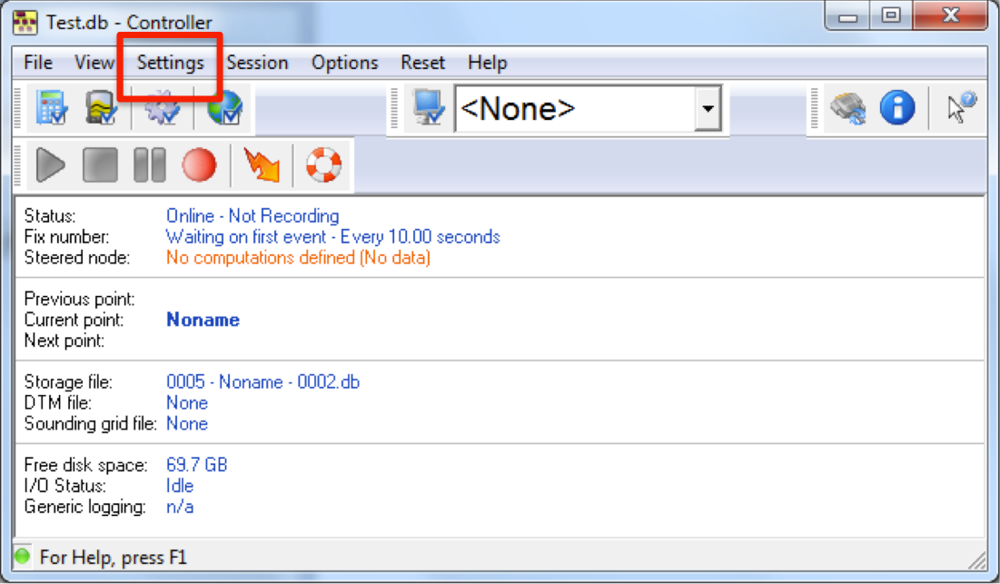 Test.db - Controller
File View Settings Session Options Reset Help
<None>
Status: Online - Not Recording
Fix number: Waiting on first event - Every 10.00 seconds
Steered node: No computations defined (No data)
Previous point:
Current point: Noname
Next point:
Storage file: 0005 - Noname - 0002.db
DTM file: None
Sounding grid file: None
Free disk space: 69.7 GB
I/O Status: Idle
Generic logging: n/a
For Help, press F1